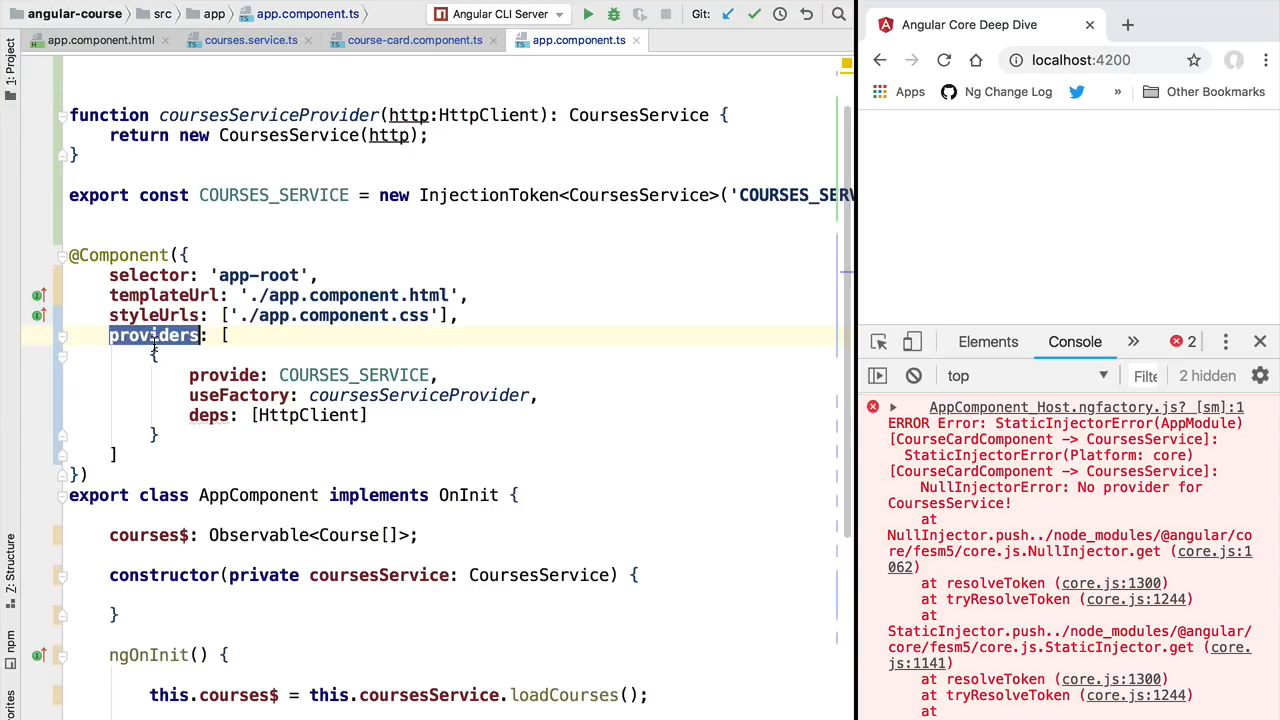 angular-course
src
app
app.component.ts
Angular CLI Server
Git:
app.component.html
courses.service.ts
course-card.component.ts
app.component.ts
1: Project
Z: Structure
npm
function coursesServiceProvider(http:HttpClient): CoursesService {
return new CoursesService(http);
}
export const COURSES_SERVICE = new InjectionToken<CoursesService>('COURSES_SERV
@Component({
selector: 'app-root',
templateUrl: './app.component.html',
styleUrls: ['./app.component.css'],
providers: [
{
provide: COURSES_SERVICE,
useFactory: coursesServiceProvider,
deps: [HttpClient]
}
]
})
export class AppComponent implements OnInit {
courses$: Observable<Course[]>;
constructor(private coursesService: CoursesService) {
}
ngOnInit() {
this.courses$ = this.coursesService.loadCourses();
Angular Core Deep Dive
localhost:4200
Apps
Ng Change Log
»
Other Bookmarks
Elements
Console
»
2
top
Filte
2 hidden
AppComponent_Host.ngfactory.js? [sm]:1
ERROR Error: StaticInjectorError(AppModule)
[CourseCardComponent -> CoursesService]:
StaticInjectorError(Platform: core)
[CourseCardComponent -> CoursesService]:
NullInjectorError: No provider for
CoursesService!
at
NullInjector.push../node_modules/@angular/co
re/fesm5/core.js.NullInjector.get (core.js:1
062)
at resolveToken (core.js:1300)
at tryResolveToken (core.js:1244)
at
StaticInjector.push../node_modules/@angular/
core/fesm5/core.js.StaticInjector.get (core.
js:1141)
at resolveToken (core.js:1300)
at tryResolveToken (core.js:1244)
at